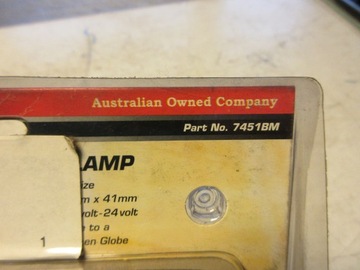 Australian Owned Company
Part No. 7451BM
AMP
ize
m x 41mm
volt-24volt
e to a
en Globe
1